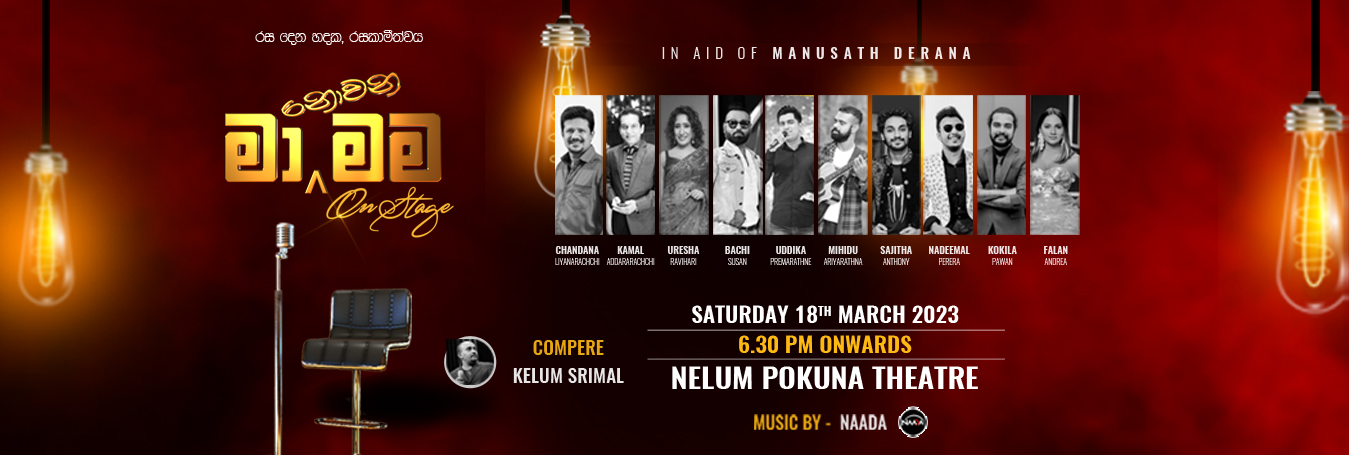 රස දෙන හදක, රසකාමීත්වය
නොවන
මා ^ මම
On Stage
IN AID OF MANUSATH DERANA
CHANDANA KAMAL URESHA BACHI UDDIKA MIHIDU SAJITHA NADEEMAL KOKILA FALAN
LIYANARACHCHI ADDARARACHCHI RAVIHARI SUSAN PREMARATHNE ARIYARATHNA ANTHONY PERERA PAWAN ANDREA
SATURDAY 18TH MARCH 2023
6.30 PM ONWARDS
NELUM POKUNA THEATRE
COMPERE
KELUM SRIMAL
MUSIC BY - NAADA
NAADA